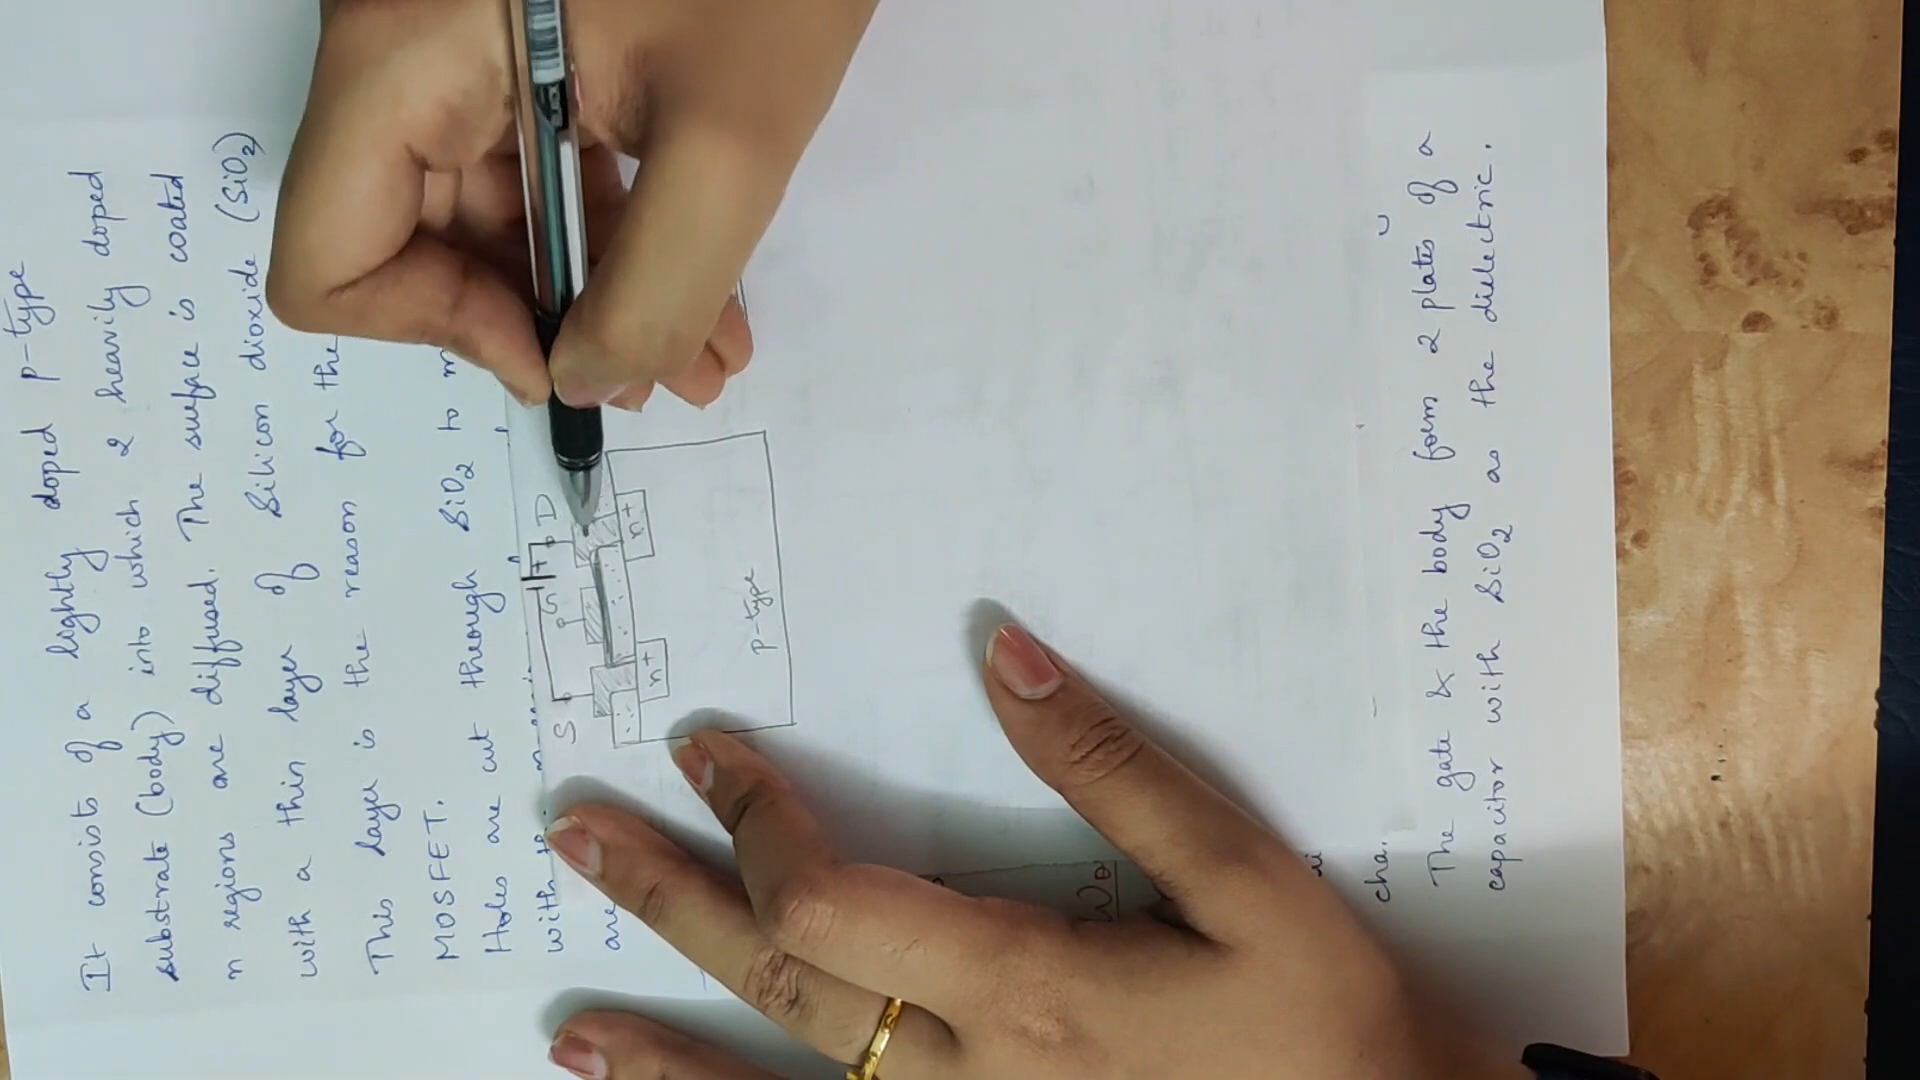 It consists of a lightly doped P-type
substrate (body) into which 2 heavily doped
n regions are diffused. The surface is coated
with a thin layer of Silicon dioxide (SiO2)
This layer is the reason for the
MOSFET.
Holes are cut through SiO2 to
with
are
S
G
D
+
n+
n+
P-type
cha.
The gate & the body form 2 plates of a
capacitor with SiO2 as the dielectric.